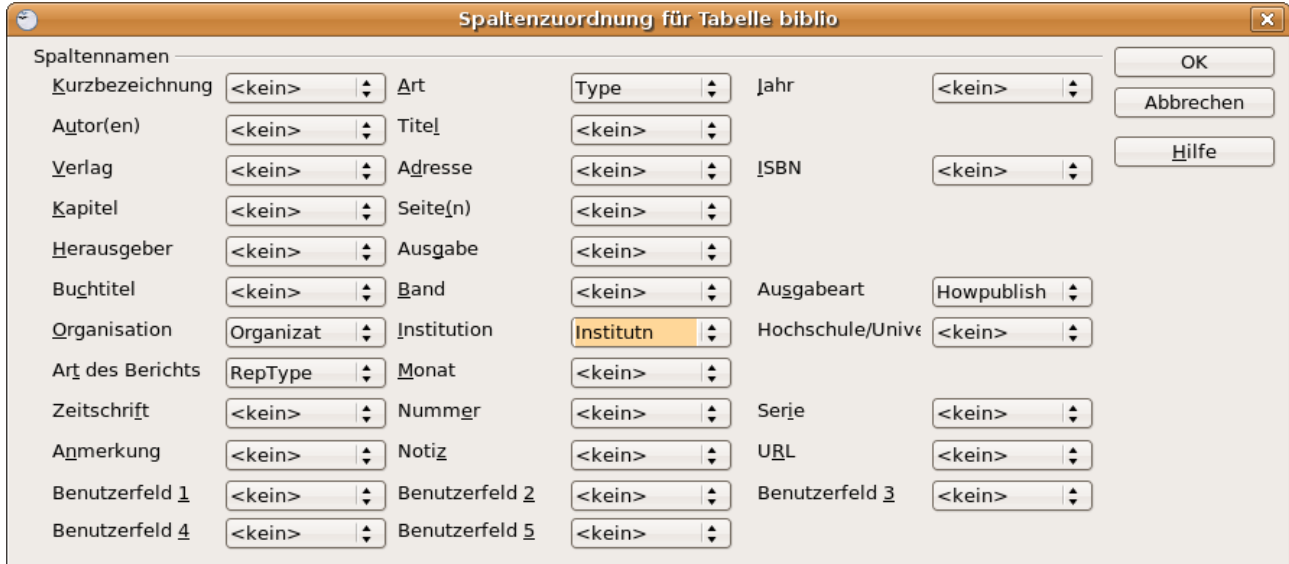 Spaltenzuordnung für Tabelle biblio
Spaltennamen
OK
Kurzbezeichnung <kein> Art Type Jahr <kein>
Abbrechen
Autor(en) <kein> Titel <kein>
Hilfe
Verlag <kein> Adresse <kein> ISBN <kein>
Kapitel <kein> Seite(n) <kein>
Herausgeber <kein> Ausgabe <kein>
Buchtitel <kein> Band <kein> Ausgabeart Howpublish
Organisation Organizat Institution Institutn Hochschule/Unive <kein>
Art des Berichts RepType Monat <kein>
Zeitschrift <kein> Nummer <kein> Serie <kein>
Anmerkung <kein> Notiz <kein> URL <kein>
Benutzerfeld 1 <kein> Benutzerfeld 2 <kein> Benutzerfeld 3 <kein>
Benutzerfeld 4 <kein> Benutzerfeld 5 <kein>